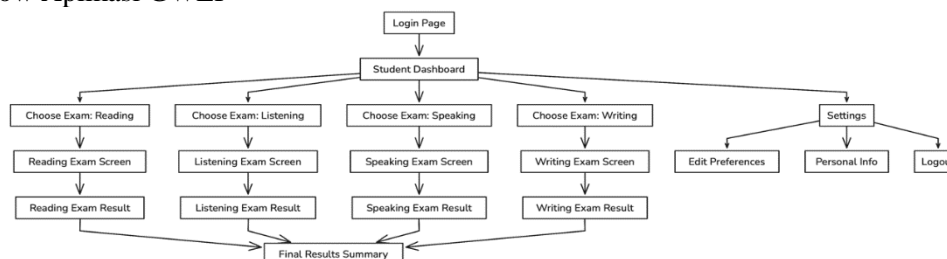 Login Page
Student Dashboard
Choose Exam: Reading
Choose Exam: Listening
Choose Exam: Speaking
Choose Exam: Writing
Settings
Reading Exam Screen
Listening Exam Screen
Speaking Exam Screen
Writing Exam Screen
Edit Preferences
Personal Info
Logou
Reading Exam Result
Listening Exam Result
Speaking Exam Result
Writing Exam Result
Final Results Summary